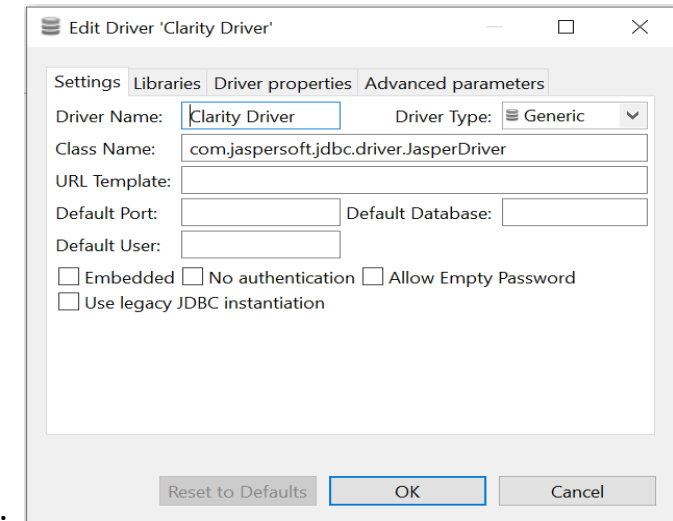 Edit Driver 'Clarity Driver'
Settings Libraries Driver properties Advanced parameters
Driver Name: Clarity Driver Driver Type: Generic
Class Name: com.jaspersoft.jdbc.driver.JasperDriver
URL Template:
Default Port: Default Database:
Default User:
Embedded No authentication Allow Empty Password
Use legacy JDBC instantiation
Reset to Defaults OK Cancel
.